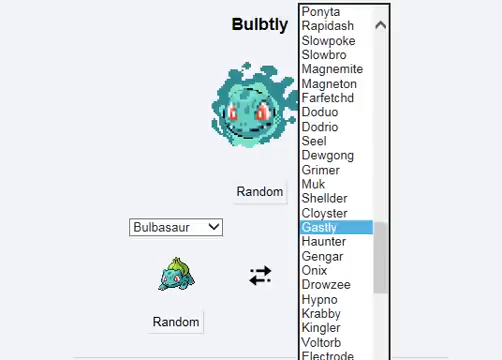 Bulbtly
Random
Bulbasaur
Random
Ponyta
Rapidash
Slowpoke
Slowbro
Magnemite
Magneton
Farfetchd
Doduo
Dodrio
Seel
Dewgong
Grimer
Muk
Shellder
Cloyster
Gastly
Haunter
Gengar
Onix
Drowzee
Hypno
Krabby
Kingler
Voltorb
Electrode